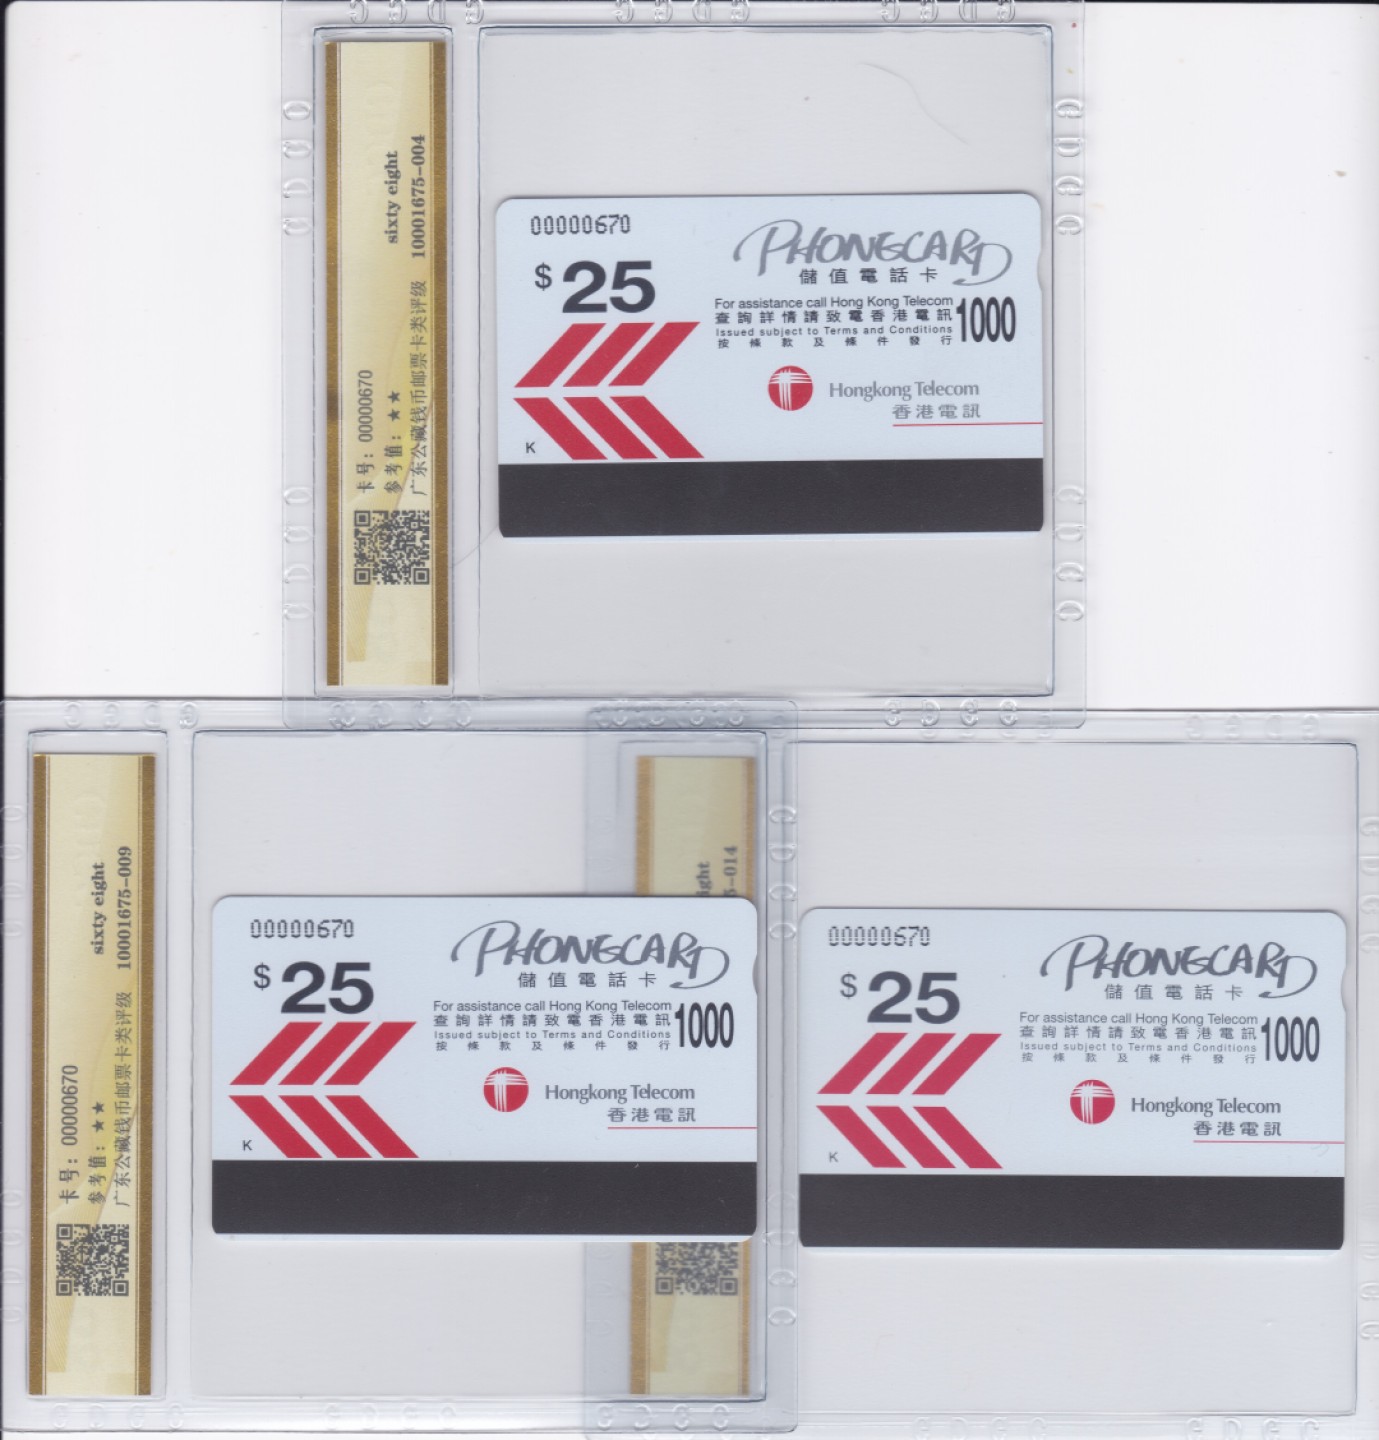 卡号: 00000670
参考值: ★★
sixty eight
广东公藏钱币邮票卡类评级 10001675-004
00000670
$ 25
PHONECARD
儲值電話卡
For assistance call Hong Kong Telecom
查詢詳情請致電香港電訊
1000
Issued subject to Terms and Conditions
按條款及條件發行
Hongkong Telecom
香港電訊
K
卡号: 00000670
参考值: ★★
sixty eight
广东公藏钱币邮票卡类评级 10001675-009
00000670
$ 25
PHONECARD
儲值電話卡
For assistance call Hong Kong Telecom
查詢詳情請致電香港電訊
1000
Issued subject to Terms and Conditions
按條款及條件發行
Hongkong Telecom
香港電訊
K
ight
5-014
00000670
$ 25
PHONECARD
儲值電話卡
For assistance call Hong Kong Telecom
查詢詳情請致電香港電訊
1000
Issued subject to Terms and Conditions
按條款及條件發行
Hongkong Telecom
香港電訊
K